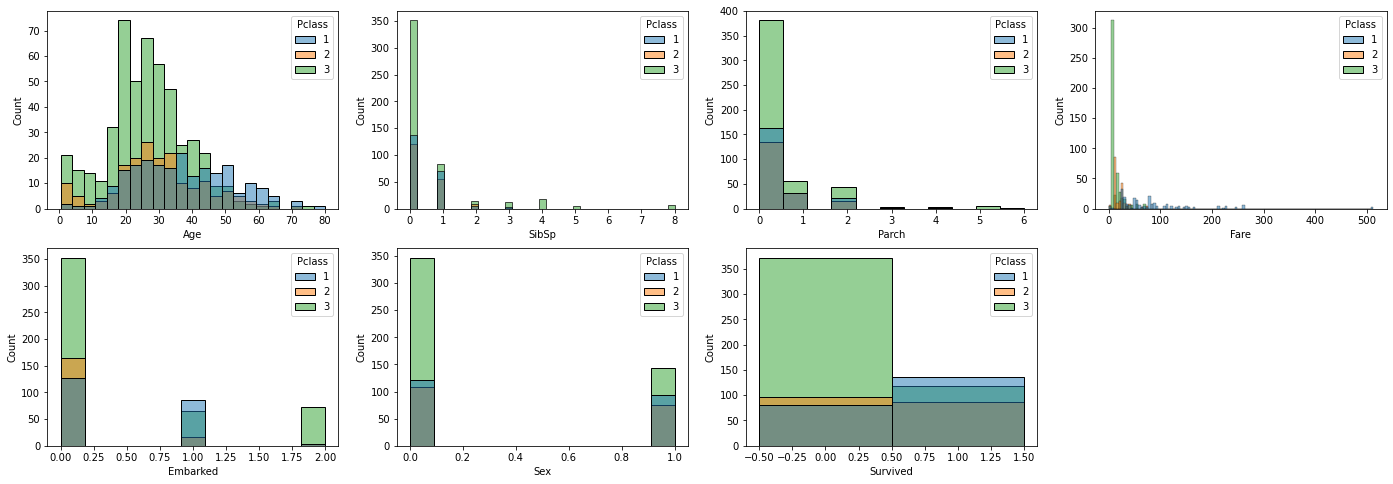 Pclass
1
2
3
Count
70
60
50
40
30
20
10
0
0 10 20 30 40 50 60 70 80
Age
Pclass
1
2
3
Count
350
300
250
200
150
100
50
0
0 1 2 3 4 5 6 7 8
SibSp
Pclass
1
2
3
Count
400
350
300
250
200
150
100
50
0
0 1 2 3 4 5 6
Parch
Pclass
1
2
3
Count
300
250
200
150
100
50
0
0 100 200 300 400 500
Fare
Pclass
1
2
3
Count
350
300
250
200
150
100
50
0
0.00 0.25 0.50 0.75 1.00 1.25 1.50 1.75 2.00
Embarked
Pclass
1
2
3
Count
350
300
250
200
150
100
50
0
0.0 0.2 0.4 0.6 0.8 1.0
Sex
Pclass
1
2
3
Count
350
300
250
200
150
100
50
0
−0.50 −0.25 0.00 0.25 0.50 0.75 1.00 1.25 1.50
Survived